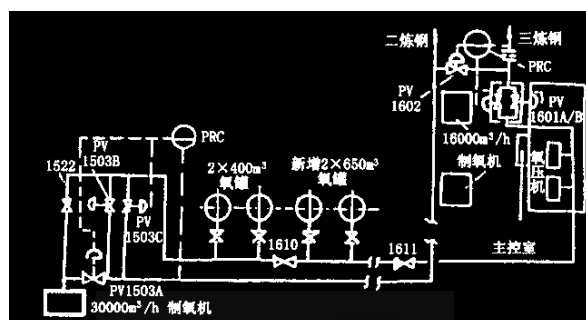 二炼钢
三炼钢
PRC
PV
1602
PV
1601A/B
16000m³/h
制氧机
氧压机
主控室
PRC
PV
1503B
1522
PV
1503C
2×400m³
氧罐
新增2×650m³
氧罐
1610
1611
PV1503A
30000m³/h 制氧机